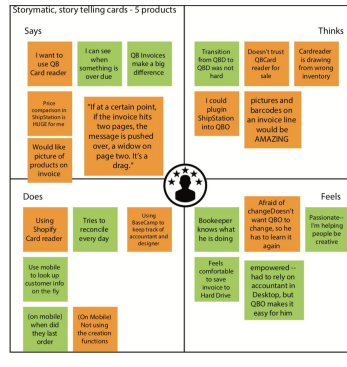 Storymatic, story telling cards - 5 products
Says
I want to
use QB
Card reader
I can see
when
something is
over due
QB Invoices
make a big
difference
Price
comparison in
ShipStation is
HUGE for me
"If at a certain point,
if the invoice hits
two pages, the
message is pushed
over, a widow on
page two. It's a
drag."
Would like
picture of
products on
invoice
Thinks
Transition
from QBD to
QBO was not
hard
Doesn't trust
QBCard
reader for
sale
Cardreader
is drawing
from wrong
inventory
I could
plugin
ShipStation
into QBO
pictures and
barcodes on
an invoice line
would be
AMAZING
Does
Using
Shopify
Card reader
Tries to
reconcile
every day
Using
BaseCamp to
keep track of
accountant and
designer
Use mobile
to look up
customer info
on the fly
(on mobile)
when did
they last
order
(On Mobile)
Not using
the creation
functions
Feels
Bookeeper
knows what
he is doing
Afraid of
changeDoesn't
want QBO to
change, so he
has to learn it
again
Passionate--
I'm helping
people be
creative
Feels
comfortable
to save
invoice to
Hard Drive
empowered --
had to rely on
accountant in
Desktop, but
QBO makes it
easy for him